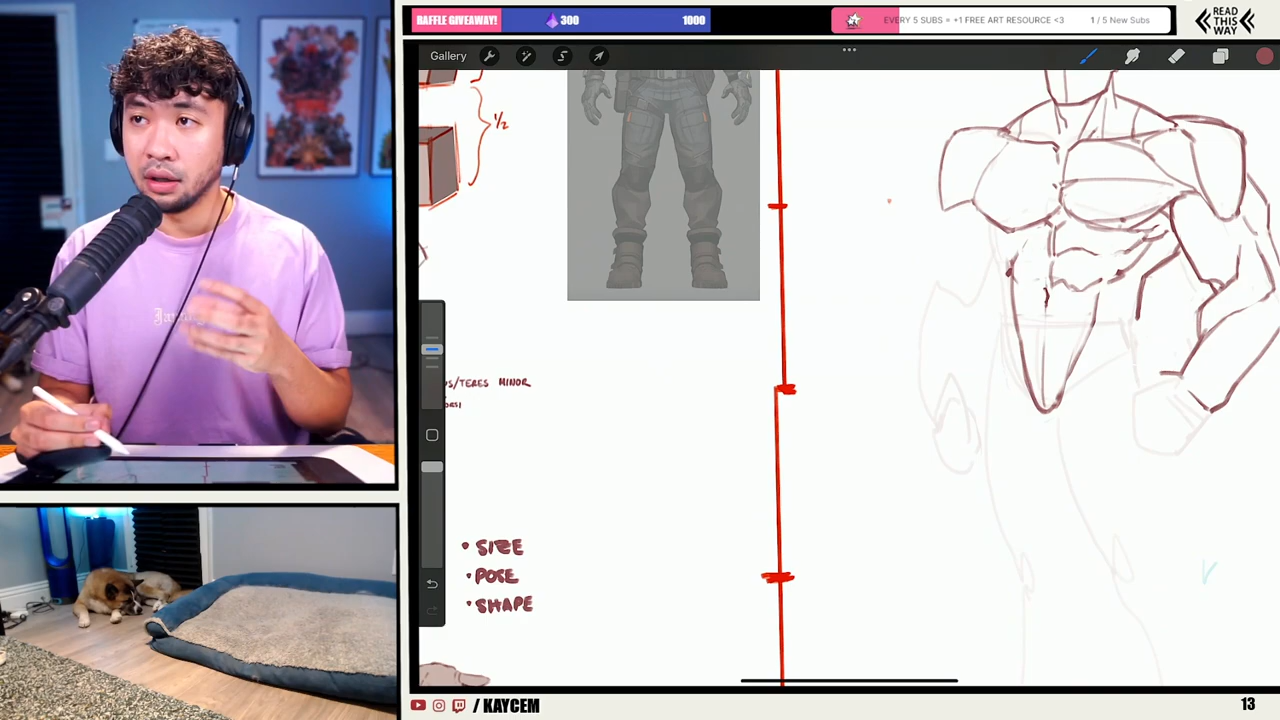 RAFFLE GIVEAWAY! 300 1000
EVERY 5 SUBS = +1 FREE ART RESOURCE <3 1 / 5 New Subs
READ
THIS
WAY
Gallery
1/2
S/TERES MINOR
• SIZE
• POSE
• SHAPE
/ KAYCEM
13